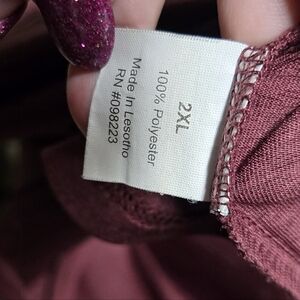 2XL
100% Polyester
Made In Lesotho
RN #098223